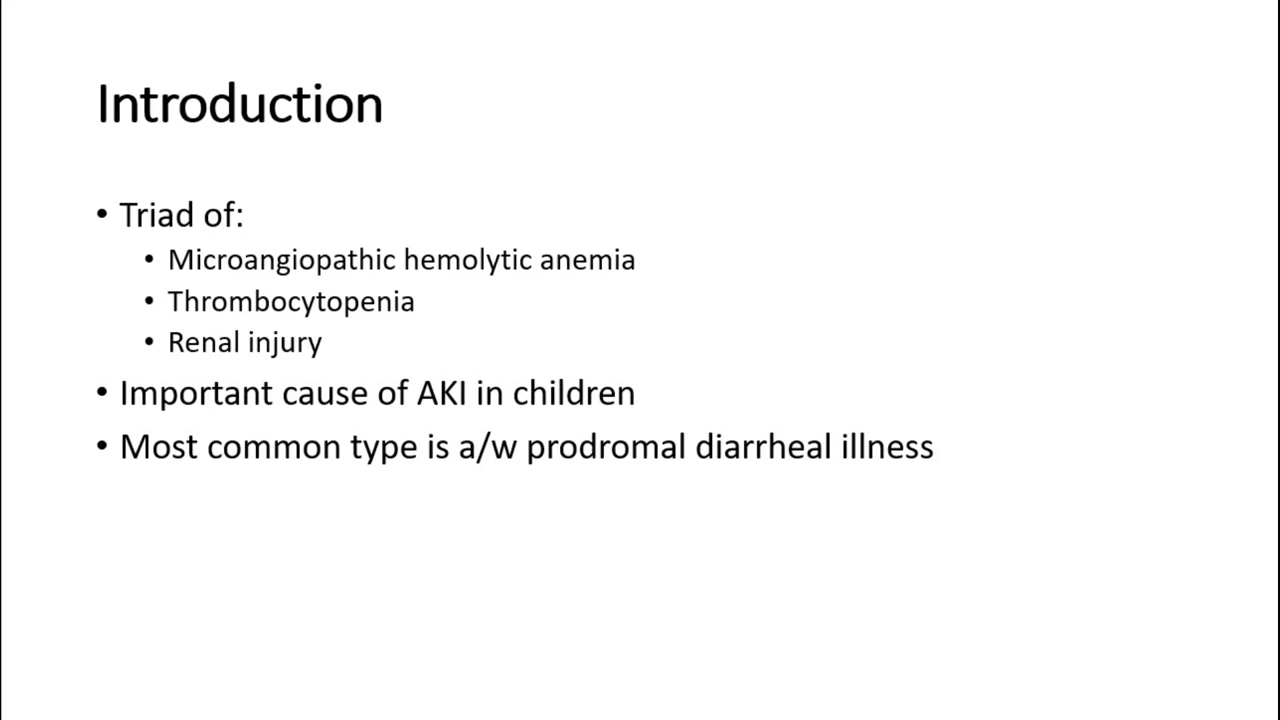 Introduction
• Triad of:
• Microangiopathic hemolytic anemia
• Thrombocytopenia
• Renal injury
• Important cause of AKI in children
• Most common type is a/w prodromal diarrheal illness